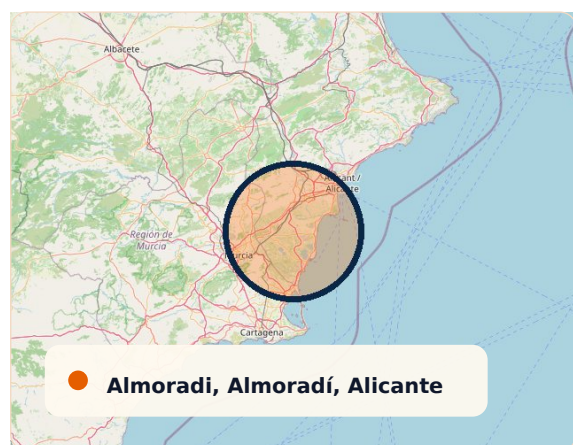 Albacete
Alacant /
Alicante
Región de
Murcia
Murcia
Cartagena
Almoradi, Almoradí, Alicante